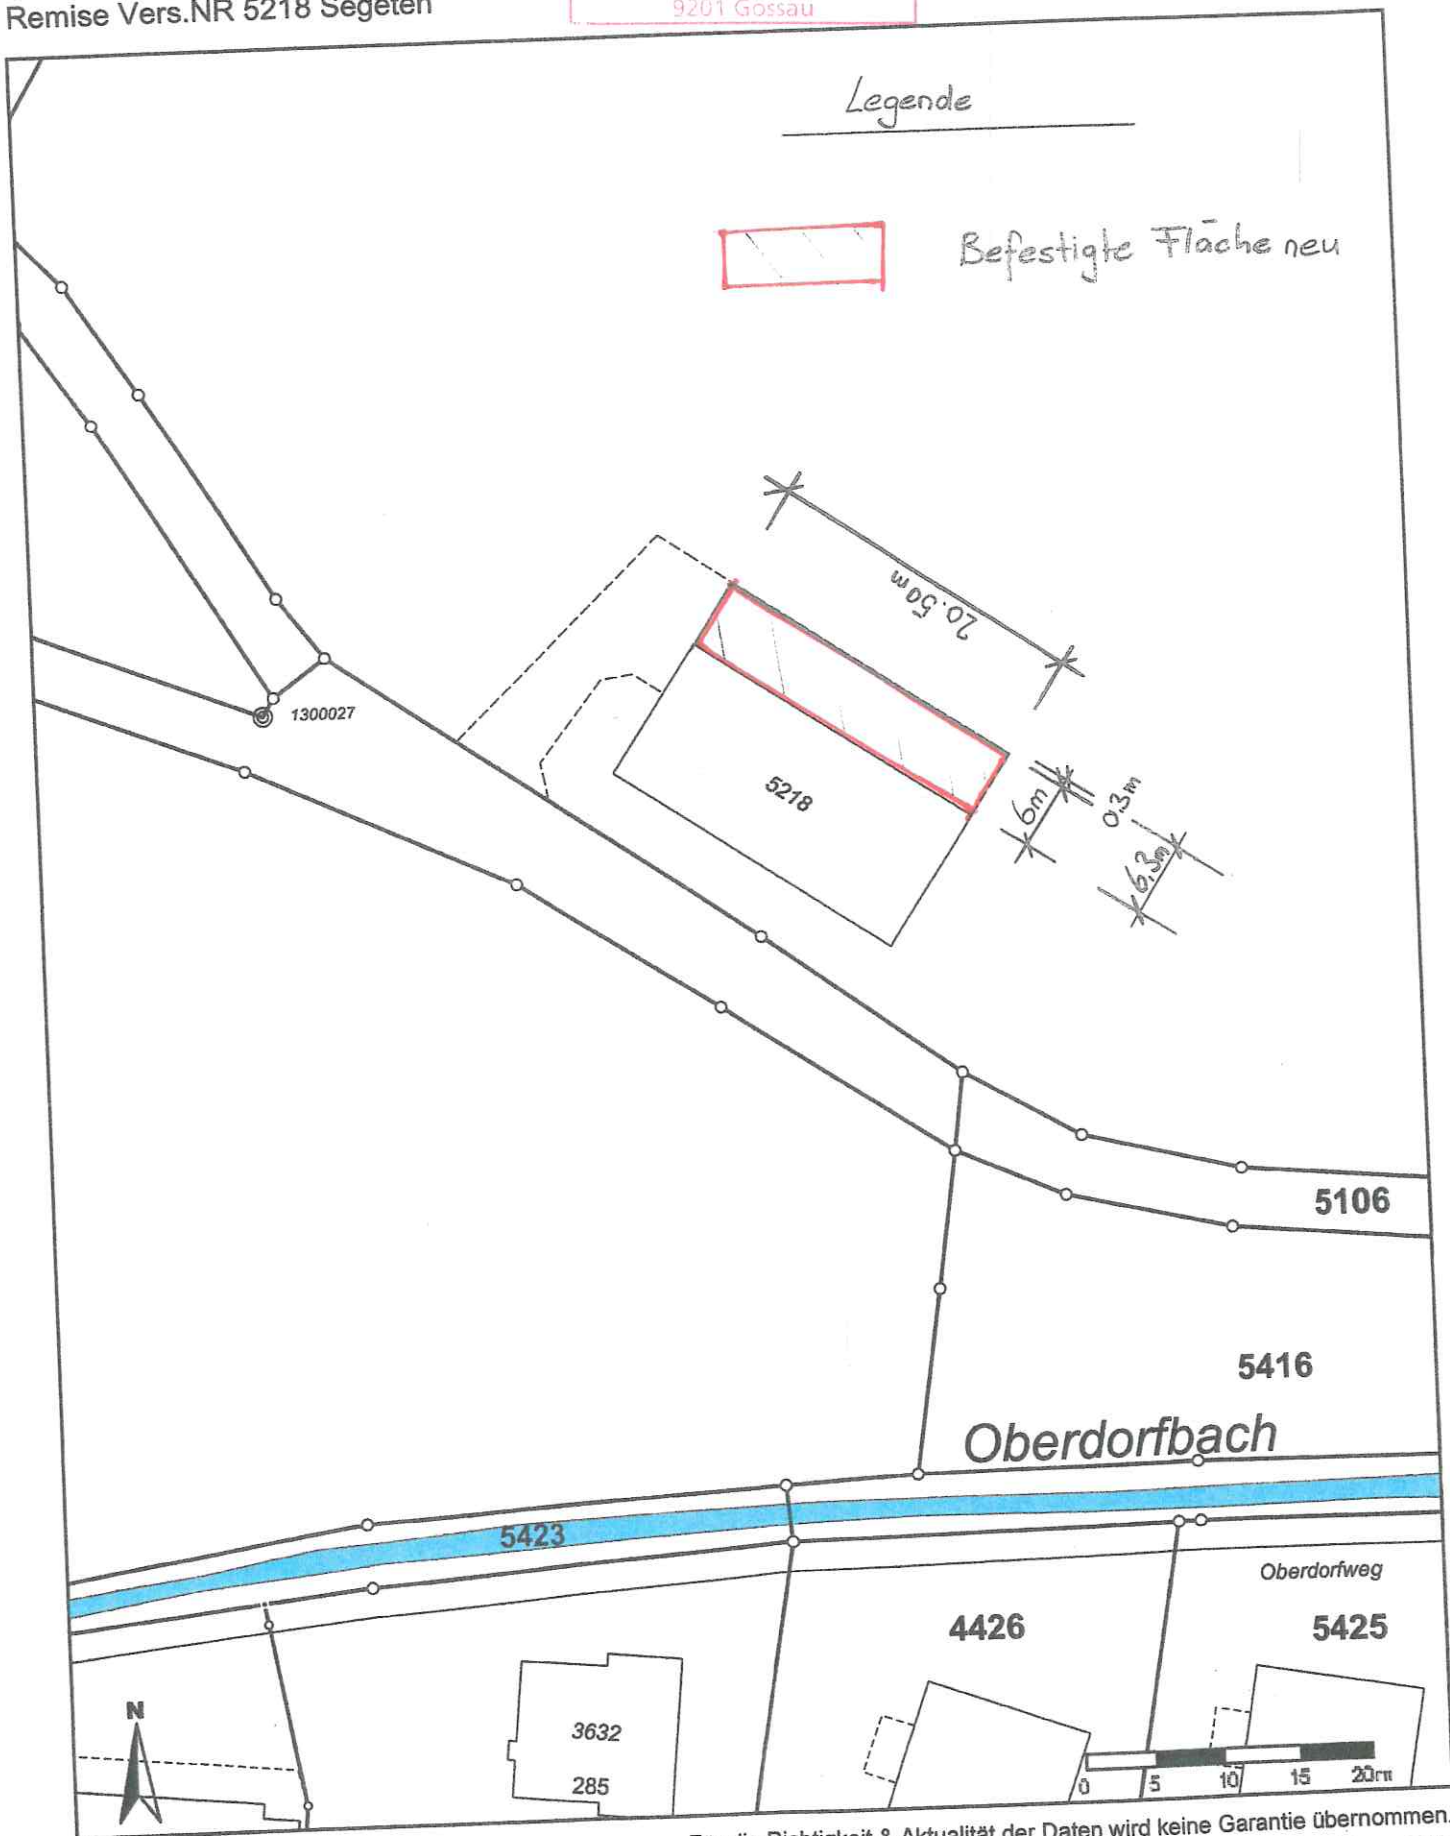 Remise Vers.NR 5218 Segeten
9201 Gossau
Legende
Befestigte Fläche neu
20.50m
1300027
5218
6m
0.3m
6.3m
5106
5416
Oberdorfbach
5423
Oberdorfweg
4426
5425
N
3632
285
0 5 10 15 20m
Richtigkeit & Aktualität der Daten wird keine Garantie übernommen.